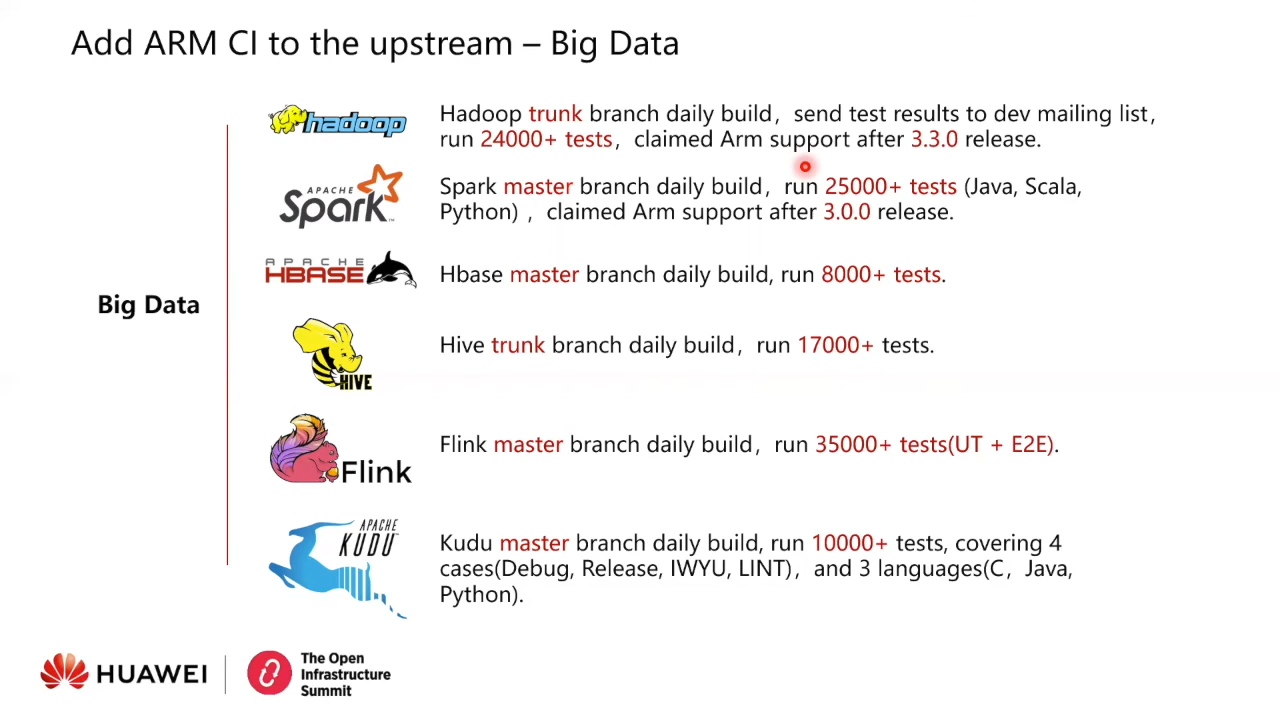 Add ARM CI to the upstream – Big Data
hadoop
Hadoop trunk branch daily build，send test results to dev mailing list，
run 24000+ tests，claimed Arm support after 3.3.0 release.
APACHE
Spark™
Spark master branch daily build，run 25000+ tests (Java, Scala,
Python)，claimed Arm support after 3.0.0 release.
APACHE
HBASE
Hbase master branch daily build, run 8000+ tests.
Big Data
HIVE
Hive trunk branch daily build，run 17000+ tests.
Flink
Flink master branch daily build，run 35000+ tests(UT + E2E).
APACHE
KUDU™
Kudu master branch daily build, run 10000+ tests, covering 4
cases(Debug, Release, IWYU, LINT)，and 3 languages(C，Java,
Python).
HUAWEI
The Open
Infrastructure
Summit